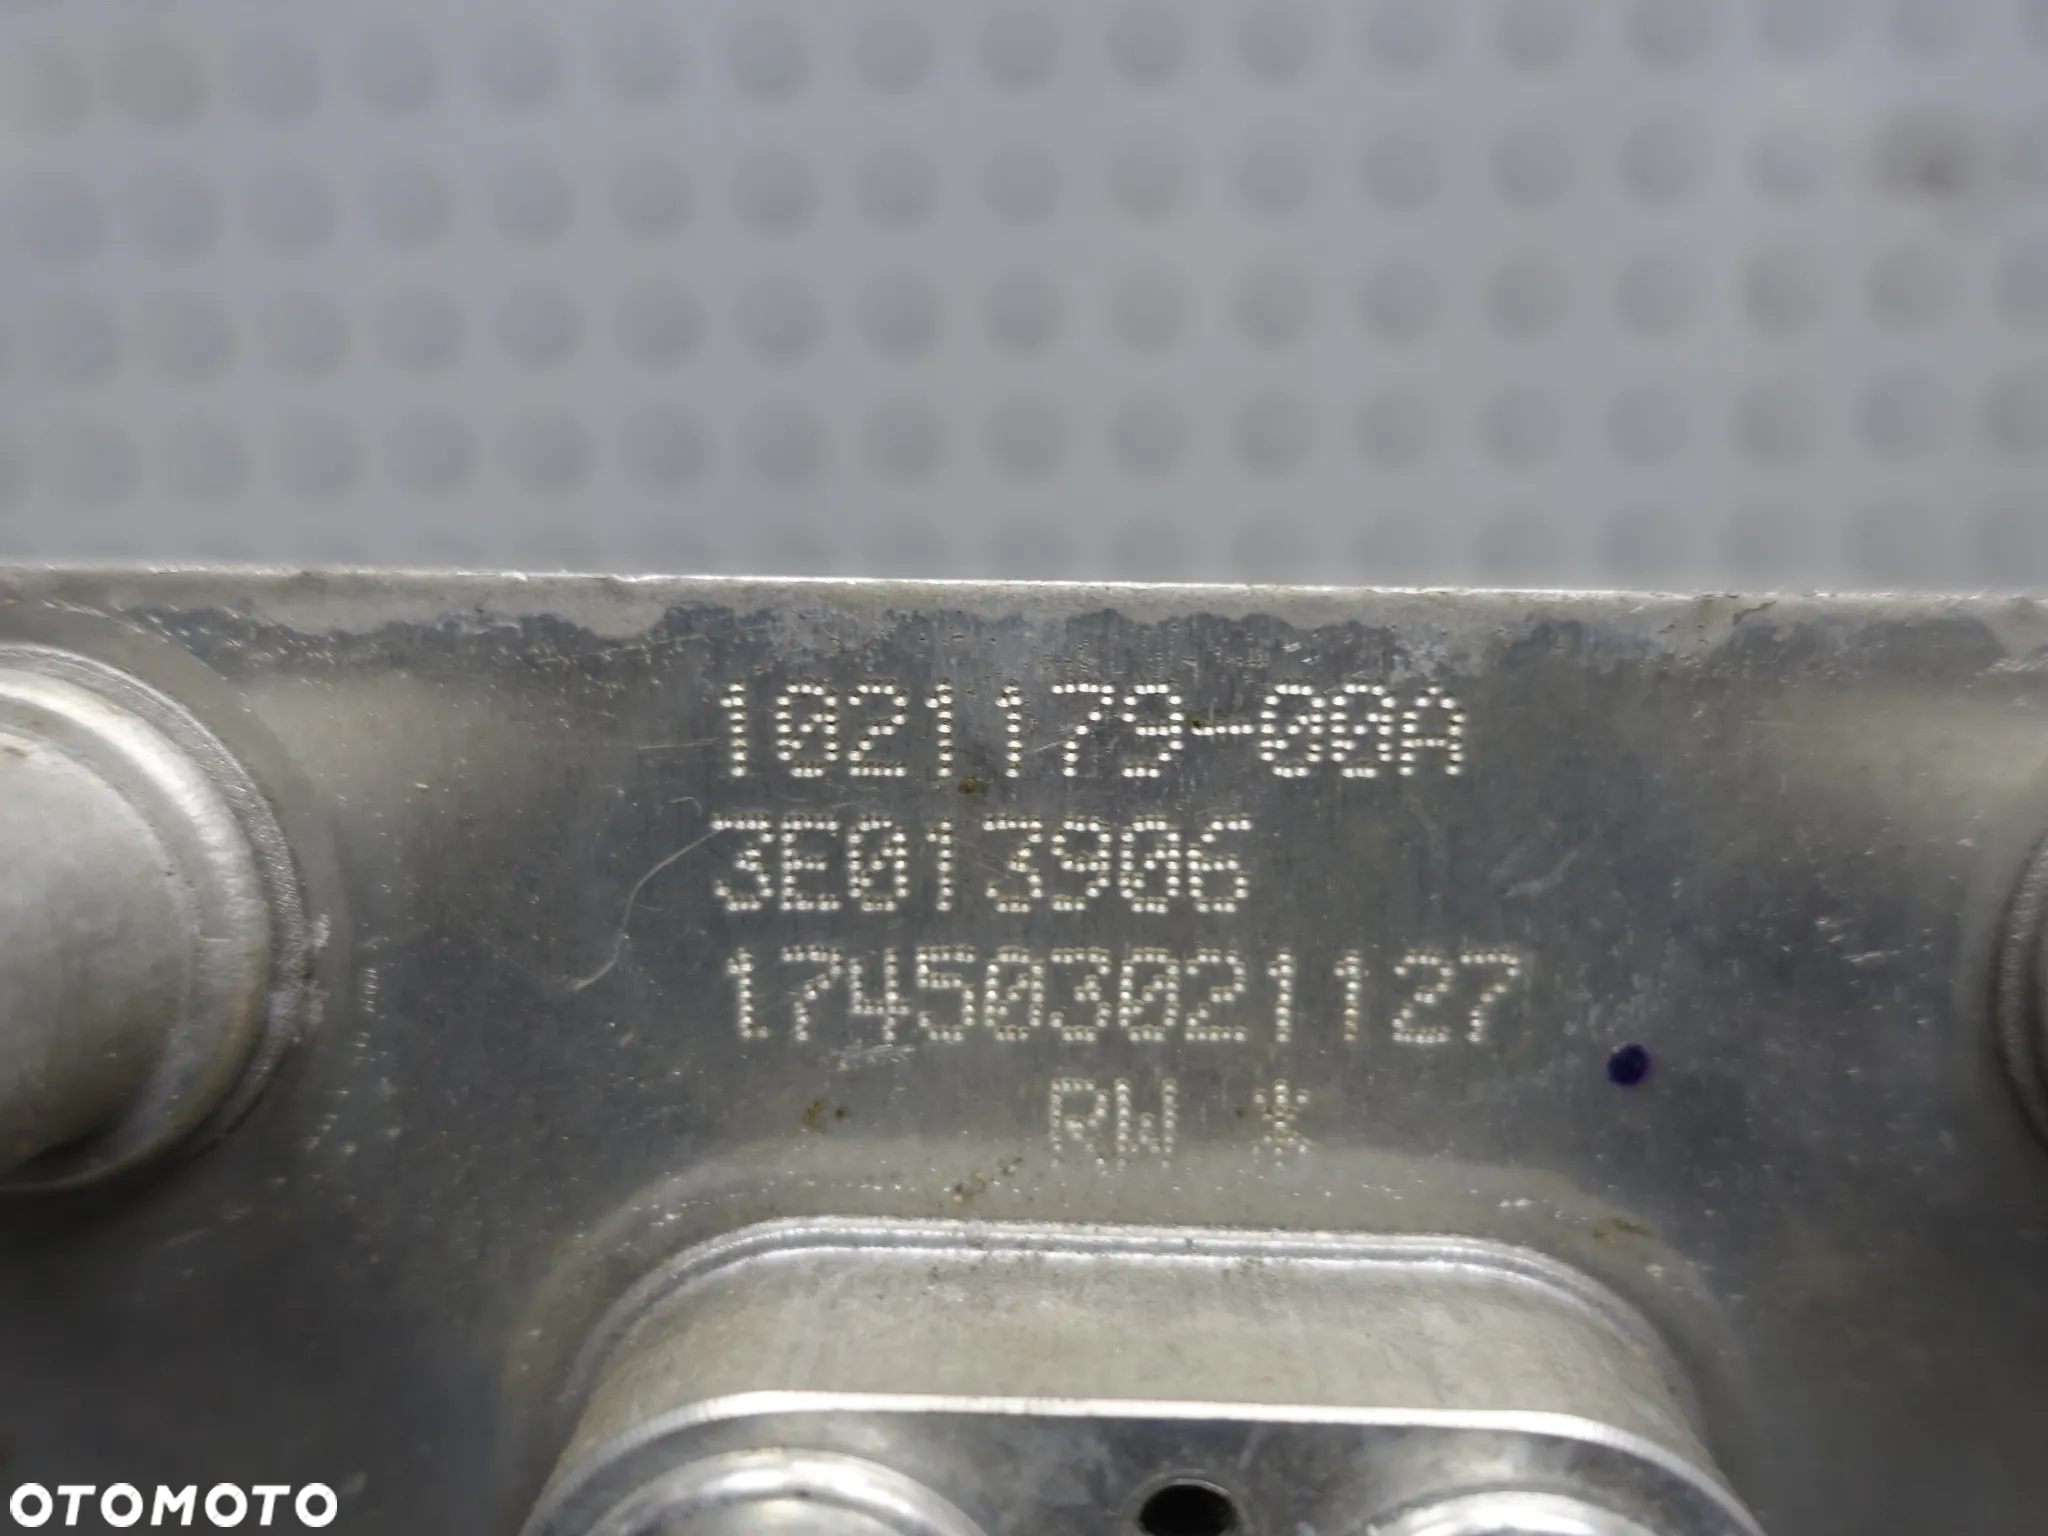 1021179-00A
3E013906
174503021127
RW *
OTOMOTO